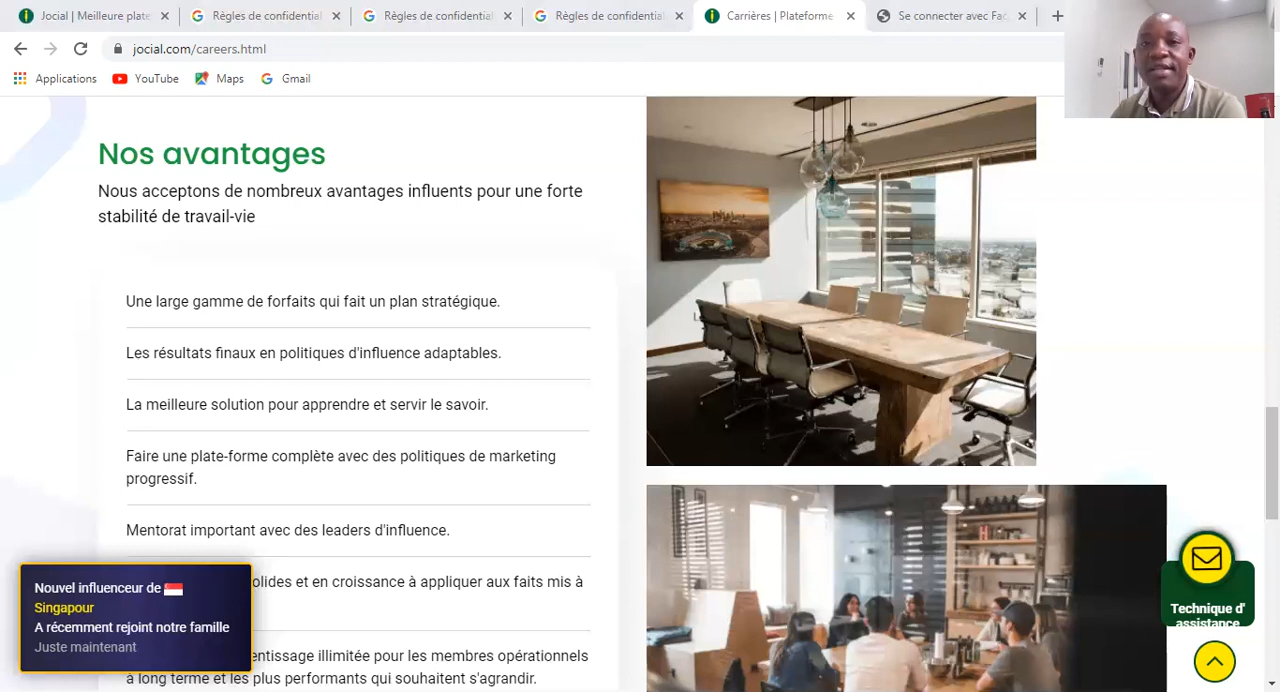 Jocial | Meilleure plate
Règles de confidential
Règles de confidential
Règles de confidential
Carrières | Plateforme
Se connecter avec Fac
jocial.com/careers.html
Applications
YouTube
Maps
Gmail
Nos avantages
Nous acceptons de nombreux avantages influents pour une forte
stabilité de travail-vie
Une large gamme de forfaits qui fait un plan stratégique.
Les résultats finaux en politiques d'influence adaptables.
La meilleure solution pour apprendre et servir le savoir.
Faire une plate-forme complète avec des politiques de marketing
progressif.
Mentorat important avec des leaders d'influence.
olides et en croissance à appliquer aux faits mis à
entissage illimitée pour les membres opérationnels
à long terme et les plus performants qui souhaitent s'agrandir.
Nouvel influenceur de
Singapour
A récemment rejoint notre famille
Juste maintenant
Technique d'
assistance